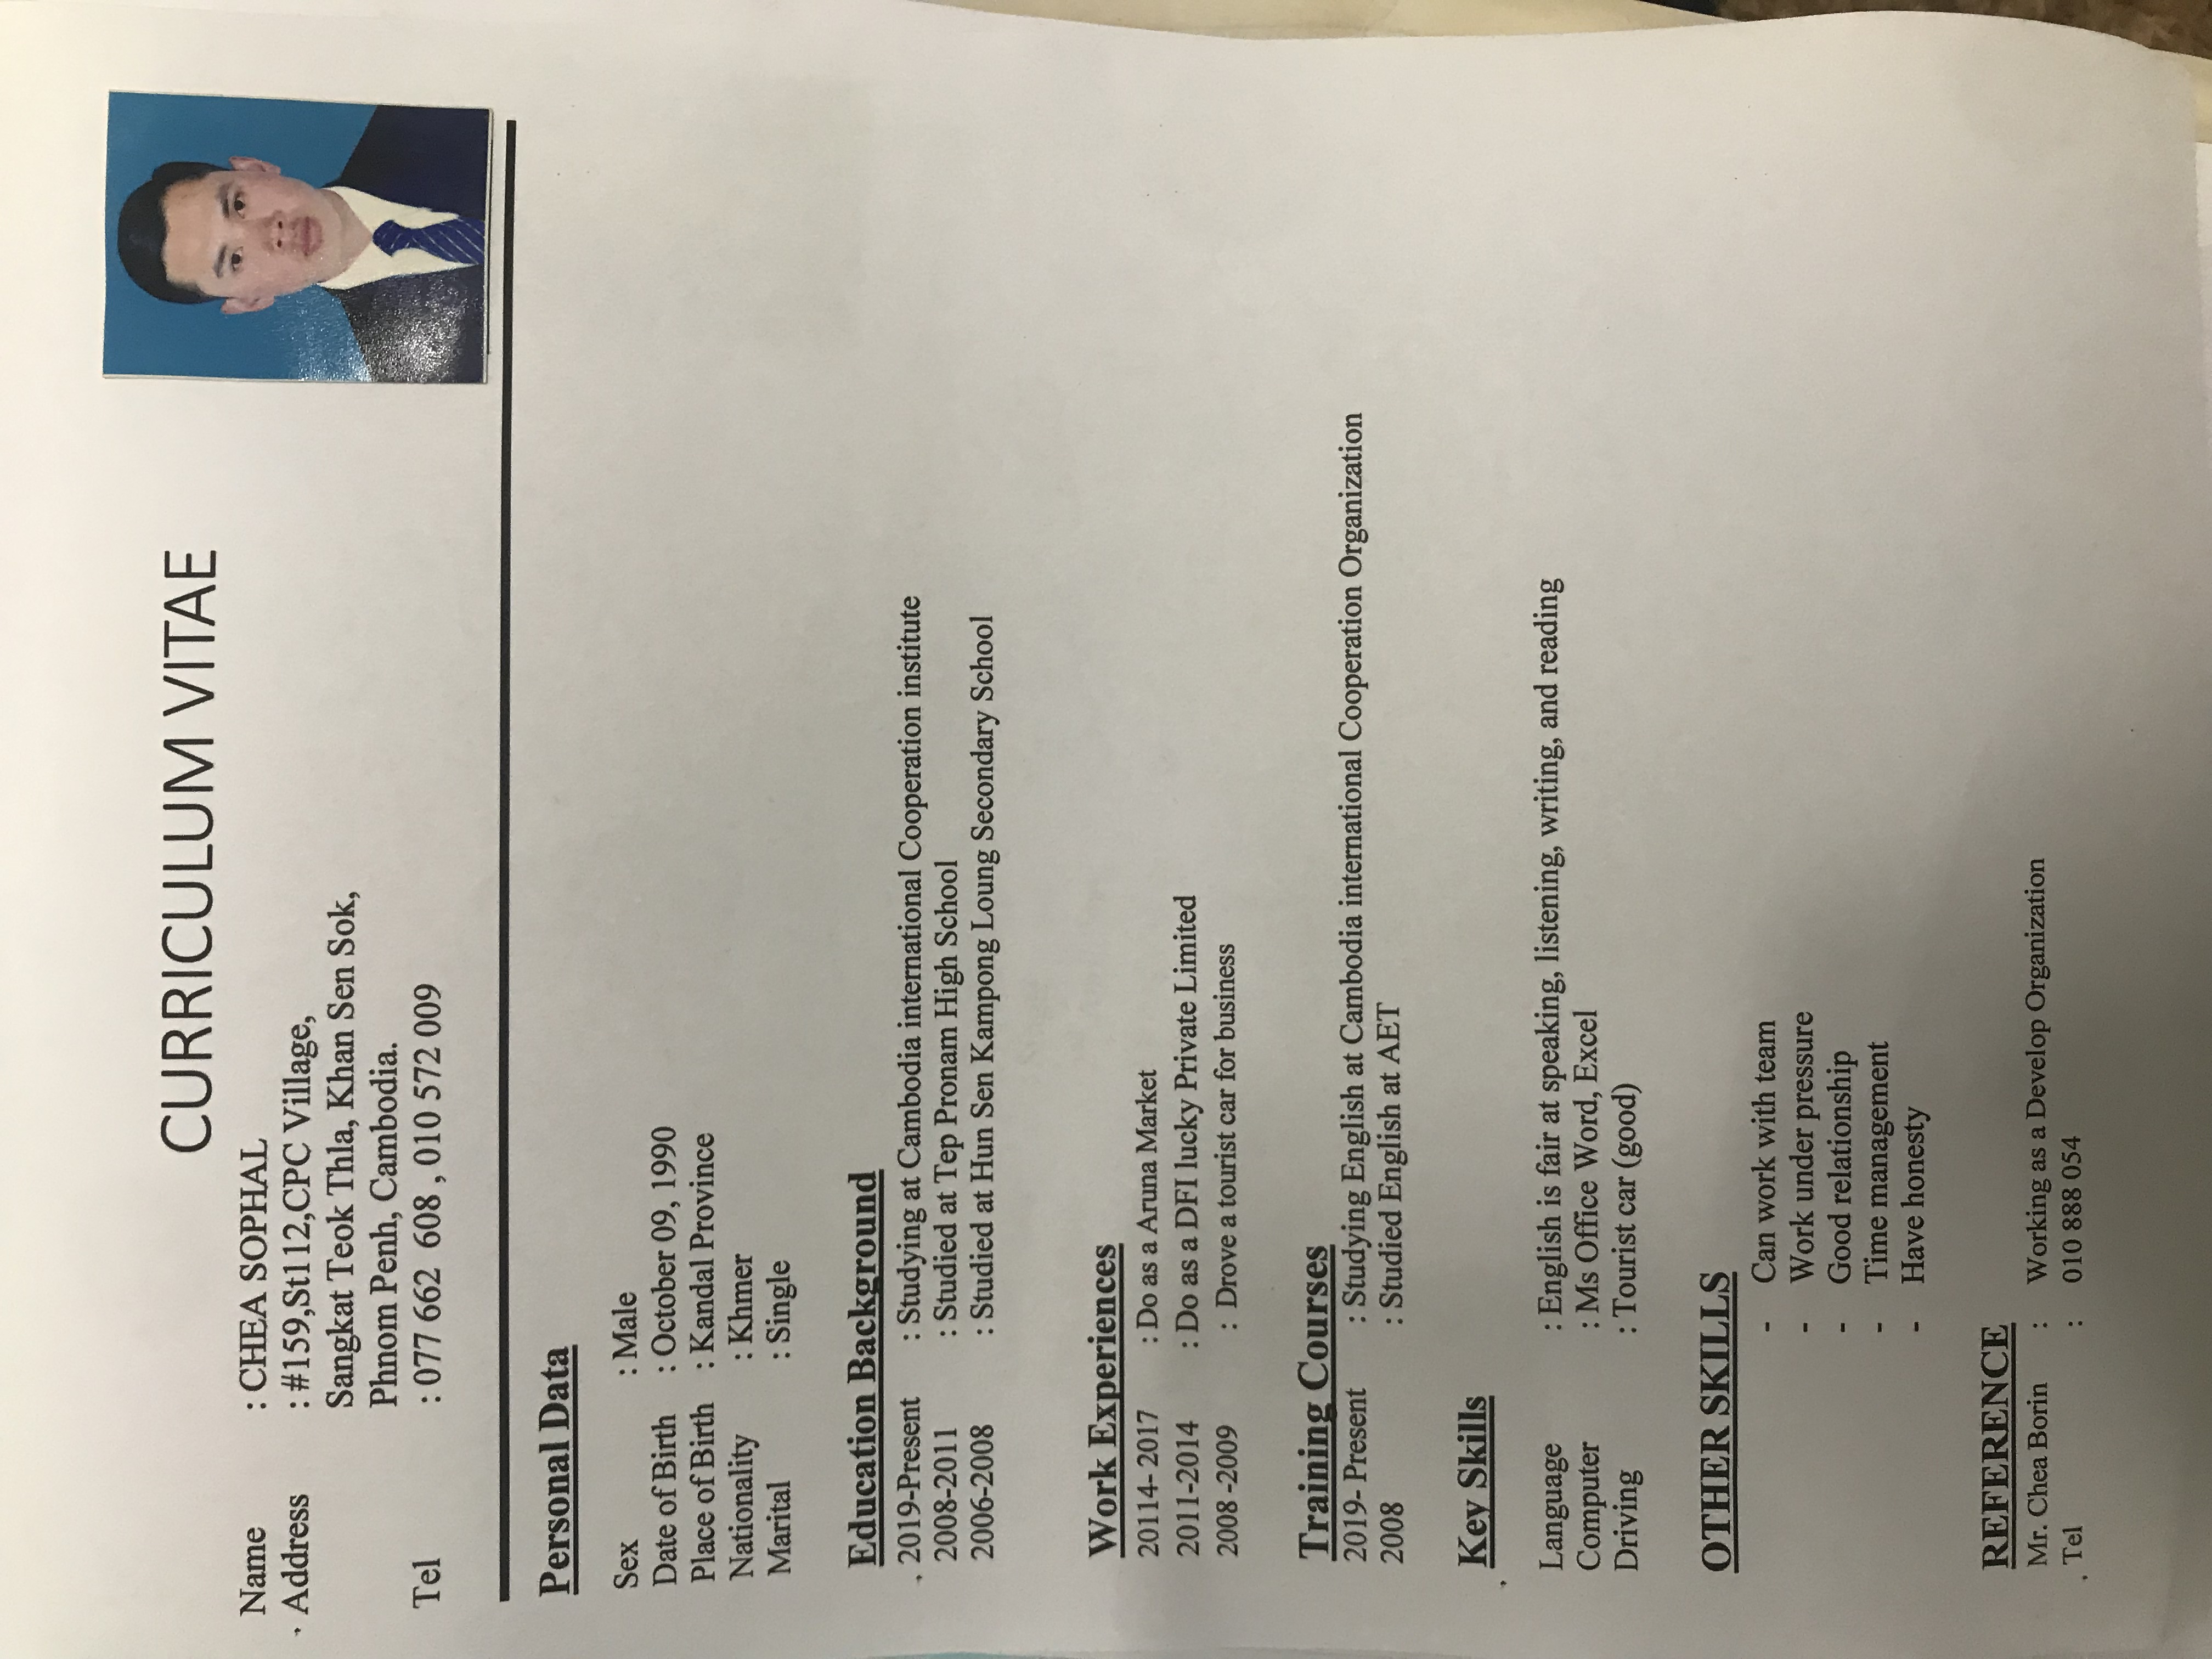 CURRICULUM VITAE
Name : CHEA SOPHAL
Address : #159,St112,CPC Village,
Sangkat Teok Thla, Khan Sen Sok,
Phnom Penh, Cambodia.
Tel : 077 662 608 , 010 572 009
Personal Data
Sex : Male
Date of Birth : October 09, 1990
Place of Birth : Kandal Province
Nationality : Khmer
Marital : Single
Education Background
2019-Present : Studying at Cambodia international Cooperation institute
2008-2011 : Studied at Tep Pronam High School
2006-2008 : Studied at Hun Sen Kampong Loung Secondary School
Work Experiences
20114- 2017 : Do as a Aruna Market
2011-2014 : Do as a DFI lucky Private Limited
2008 -2009 : Drove a tourist car for business
Training Courses
2019- Present : Studying English at Cambodia international Cooperation Organization
2008 : Studied English at AET
Key Skills
Language : English is fair at speaking, listening, writing, and reading
Computer : Ms Office Word, Excel
Driving : Tourist car (good)
OTHER SKILLS
- Can work with team
- Work under pressure
- Good relationship
- Time management
- Have honesty
REFERENCE
Mr. Chea Borin : Working as a Develop Organization
Tel : 010 888 054